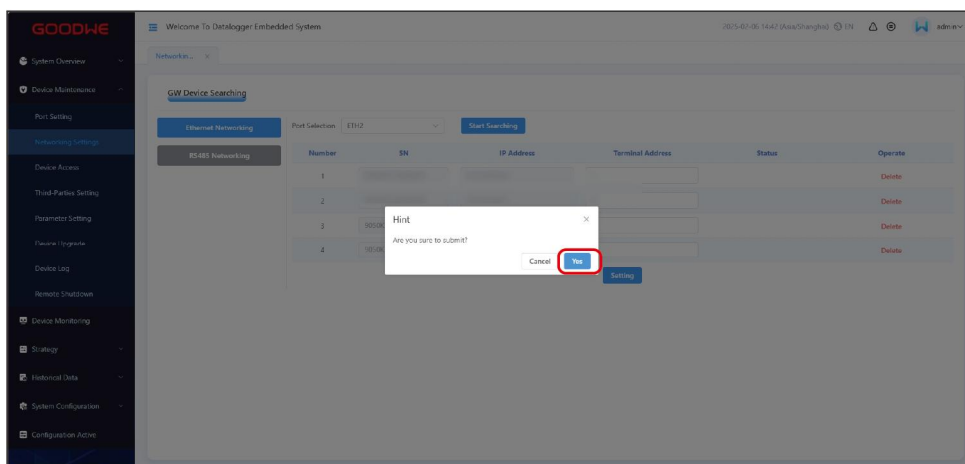 GOODWE
Welcome To Datalogger Embedded System
2025-02-06 14:42 (Asia/Shanghai) EN
admin
System Overview
Device Maintenance
Port Setting
Networking Settings
Device Access
Third-Parties Setting
Parameter Setting
Device Upgrade
Device Log
Remote Shutdown
Device Monitoring
Strategy
Historical Data
System Configuration
Configuration Active
Networkin... ×
GW Device Searching
Ethernet Networking
RS485 Networking
Port Selection ETH2 Start Searching
Number SN IP Address Terminal Address Status Operate
1 Delete
2 Delete
3 Delete
4 Delete
Setting
Hint ×
Are you sure to submit?
Cancel Yes